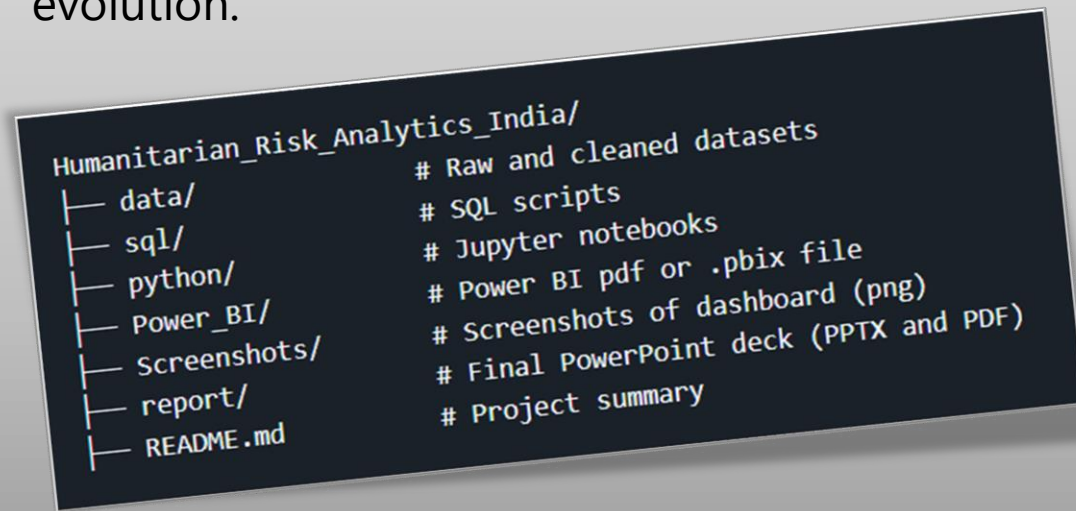 evolution.
Humanitarian_Risk_Analytics_India/
├── data/ # Raw and cleaned datasets
├── sql/ # SQL scripts
├── python/ # Jupyter notebooks
├── Power_BI/ # Power BI pdf or .pbix file
├── Screenshots/ # Screenshots of dashboard (png)
├── report/ # Final PowerPoint deck (PPTX and PDF)
├── README.md # Project summary